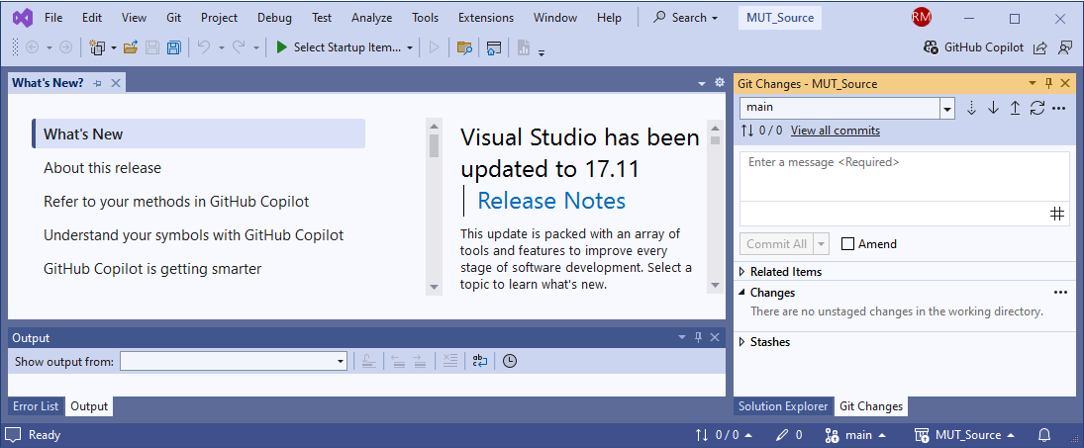 File Edit View Git Project Debug Test Analyze Tools Extensions Window Help Search MUT_Source RM
Select Startup Item... GitHub Copilot
What's New?
What's New
About this release
Refer to your methods in GitHub Copilot
Understand your symbols with GitHub Copilot
GitHub Copilot is getting smarter
Visual Studio has been
updated to 17.11
Release Notes
This update is packed with an array of
tools and features to improve every
stage of software development. Select a
topic to learn what's new.
Output
Show output from:
Error List Output
Git Changes - MUT_Source
main
0 / 0 View all commits
Enter a message <Required>
Commit All Amend
Related Items
Changes
There are no unstaged changes in the working directory.
Stashes
Solution Explorer Git Changes
Ready 0 / 0 0 main MUT_Source